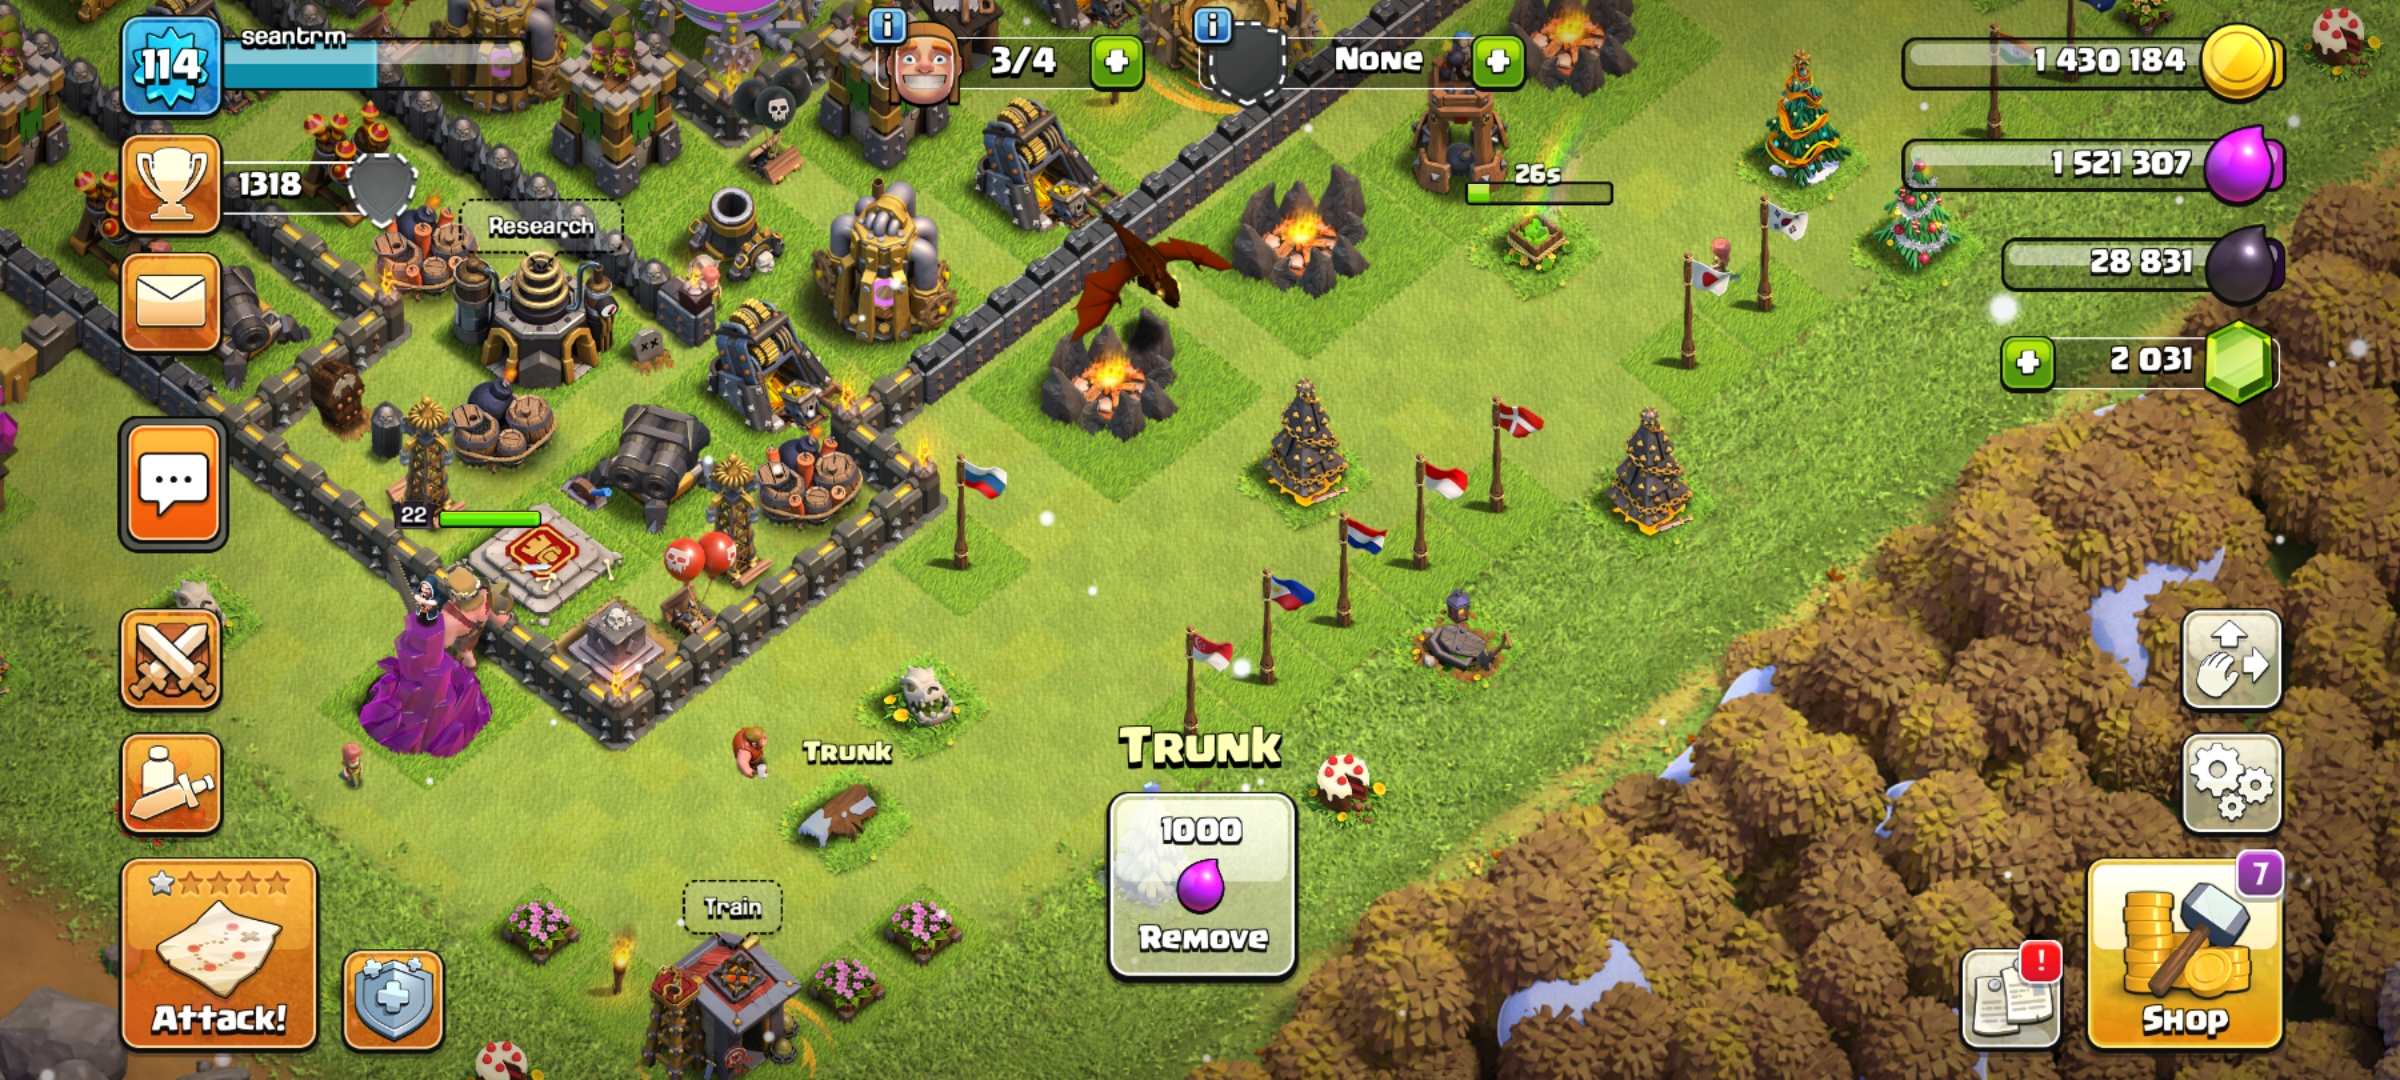 114
seantrm
3/4
None
1 430 184
1318
Research
26s
1 521 307
28 831
2 031
22
Trunk
Trunk
1000
Remove
Train
Attack!
7
!
Shop